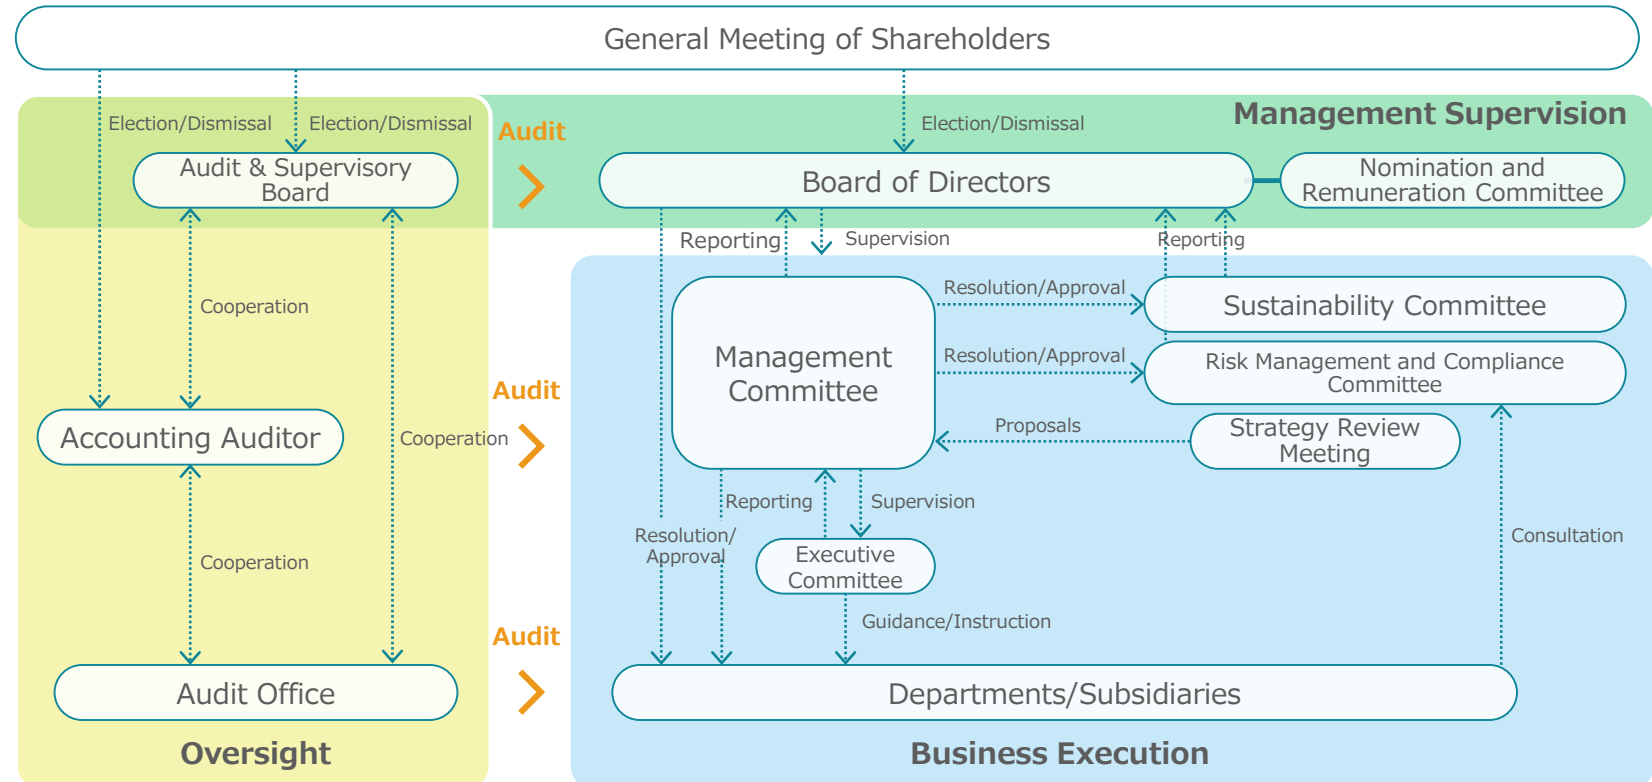 General Meeting of Shareholders
Management Supervision
Election/Dismissal
Election/Dismissal
Election/Dismissal
Audit
Audit & Supervisory
Board
Board of Directors
Nomination and
Remuneration Committee
Reporting
Supervision
Reporting
Cooperation
Resolution/Approval
Sustainability Committee
Management
Committee
Resolution/Approval
Risk Management and Compliance
Committee
Audit
Accounting Auditor
Cooperation
Proposals
Strategy Review
Meeting
Reporting
Supervision
Resolution/
Approval
Consultation
Cooperation
Executive
Committee
Guidance/Instruction
Audit
Audit Office
Departments/Subsidiaries
Oversight
Business Execution